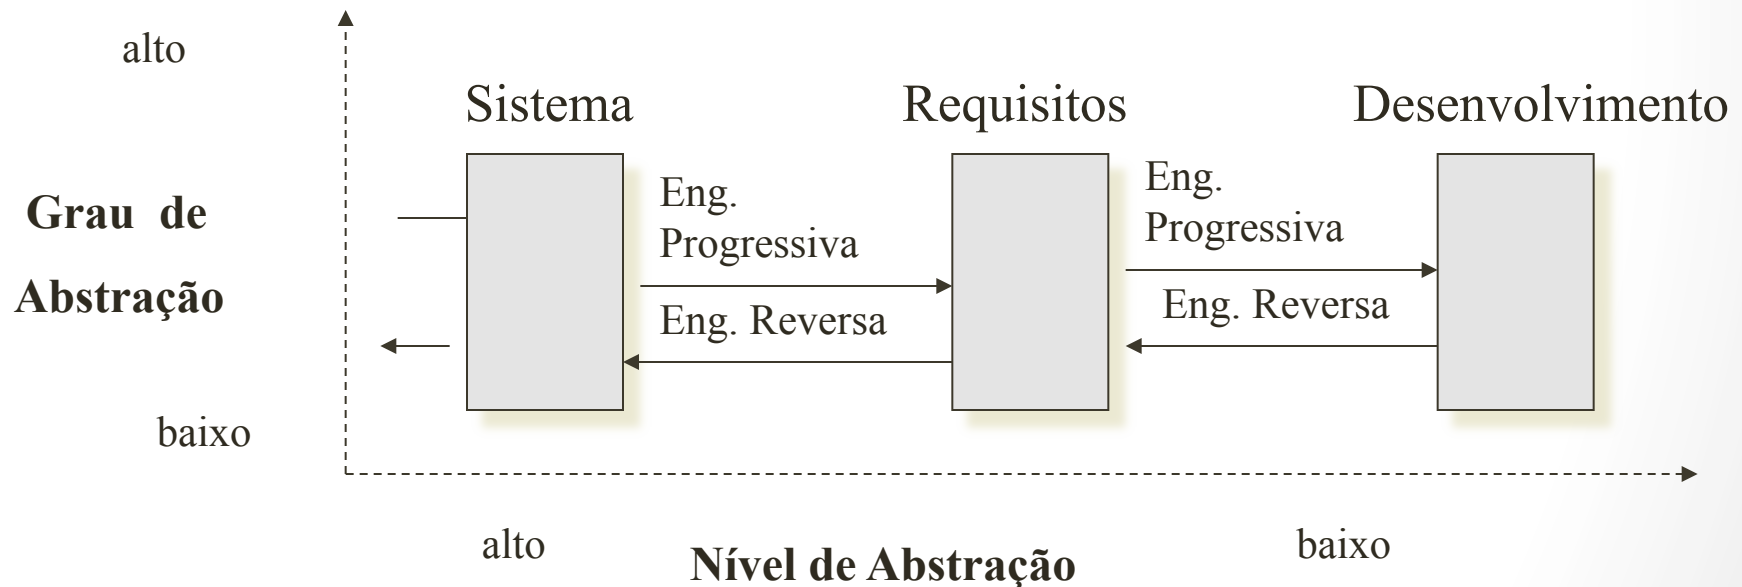 alto
Sistema
Requisitos
Desenvolvimento
Grau de
Abstração
Eng.
Progressiva
Eng. Reversa
Eng.
Progressiva
Eng. Reversa
baixo
alto
Nível de Abstração
baixo